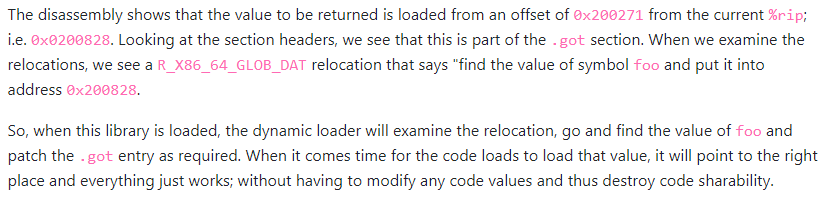 The disassembly shows that the value to be returned is loaded from an offset of 0x200271 from the current %rip;
i.e. 0x0200828. Looking at the section headers, we see that this is part of the .got section. When we examine the
relocations, we see a R_X86_64_GLOB_DAT relocation that says "find the value of symbol foo and put it into
address 0x200828.
So, when this library is loaded, the dynamic loader will examine the relocation, go and find the value of foo and
patch the .got entry as required. When it comes time for the code loads to load that value, it will point to the right
place and everything just works; without having to modify any code values and thus destroy code sharability.